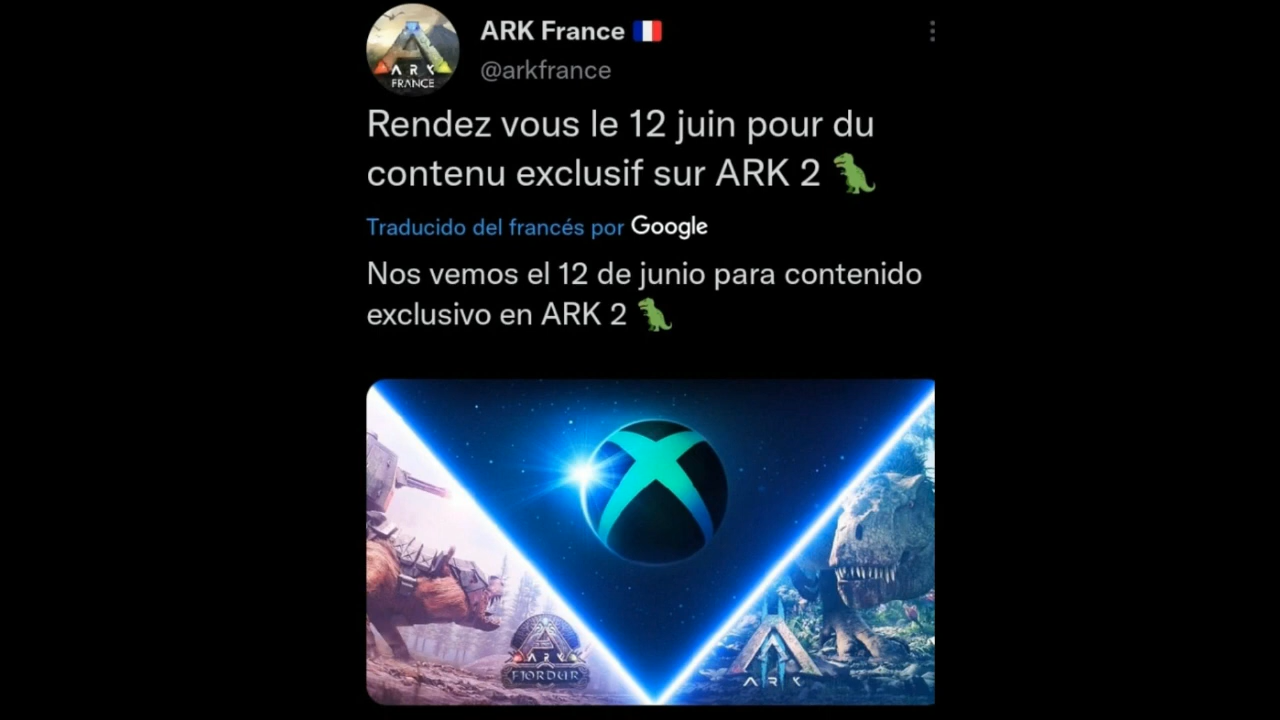 ARK France 🇫🇷
@arkfrance
ARK
FRANCE
Rendez vous le 12 juin pour du
contenu exclusif sur ARK 2 🦖
Traducido del francés por Google
Nos vemos el 12 de junio para contenido
exclusivo en ARK 2 🦖
ARK
FJORDUR
ARK